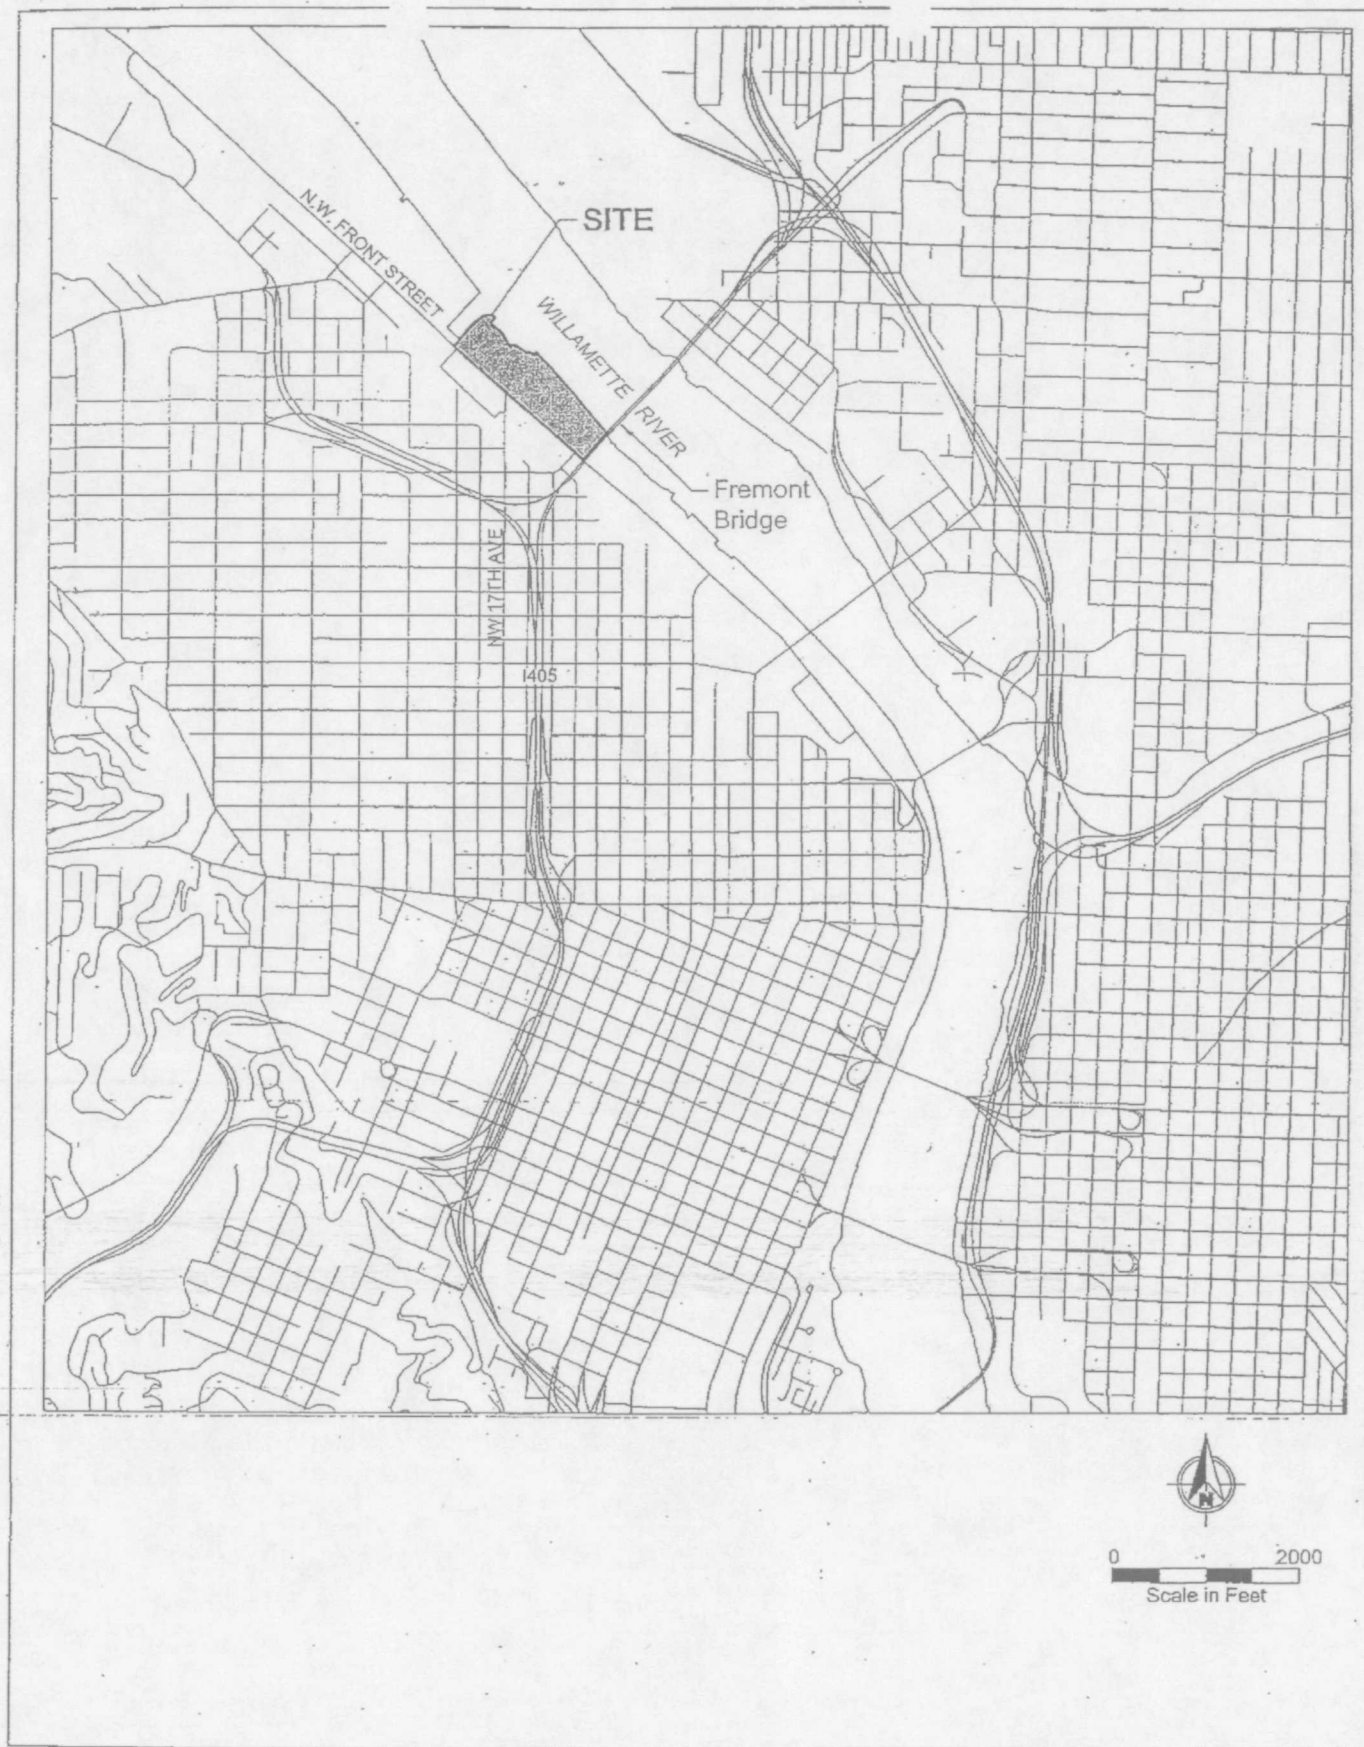 SITE
N.W. FRONT STREET
WILLAMETTE RIVER
Fremont
Bridge
NW 17TH AVE
I405
N
0 2000
Scale in Feet